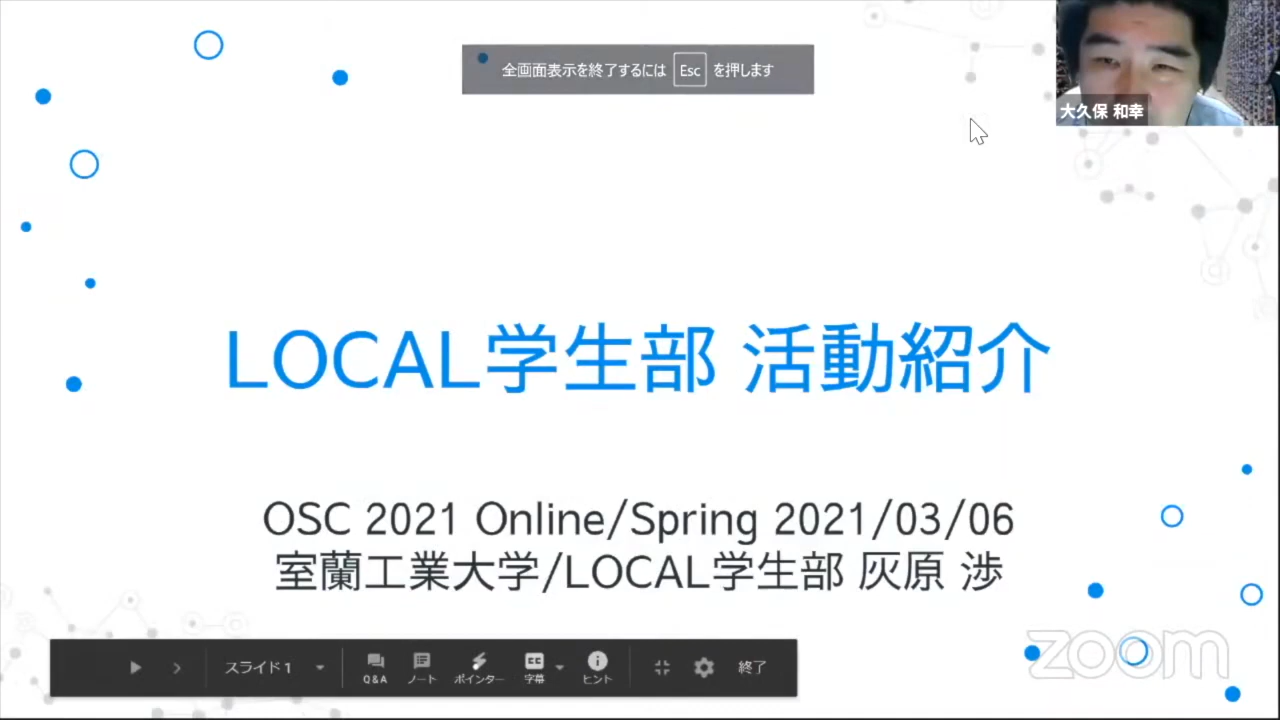 全画面表示を終了するには Esc を押します
大久保 和幸
LOCAL学生部 活動紹介
OSC 2021 Online/Spring 2021/03/06
室蘭工業大学/LOCAL学生部 灰原 渉
スライド 1
Q&A
ノート
ポインター
CC
字幕
ヒント
終了
zoom